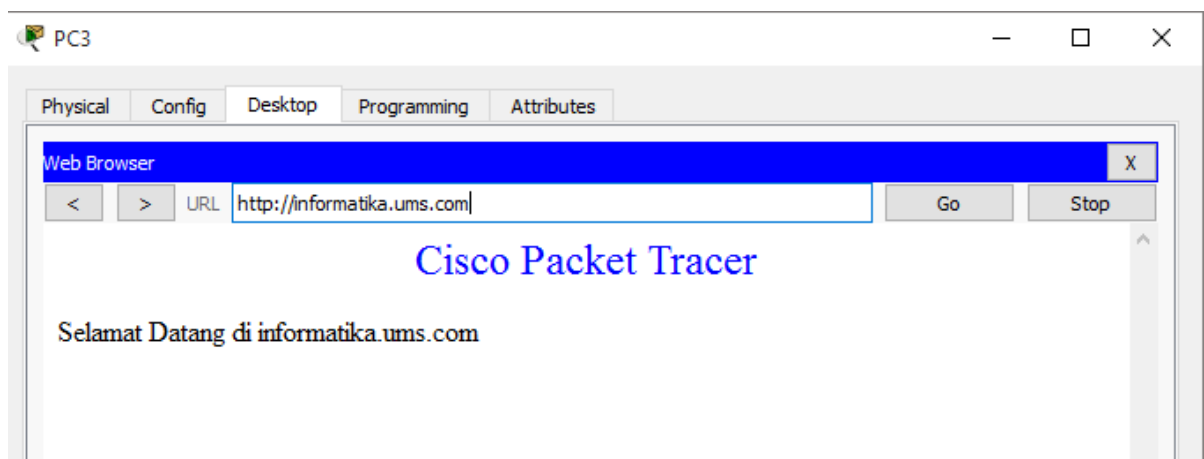 PC3
Physical Config Desktop Programming Attributes
Web Browser X
< > URL http://informatika.ums.com Go Stop
Cisco Packet Tracer
Selamat Datang di informatika.ums.com